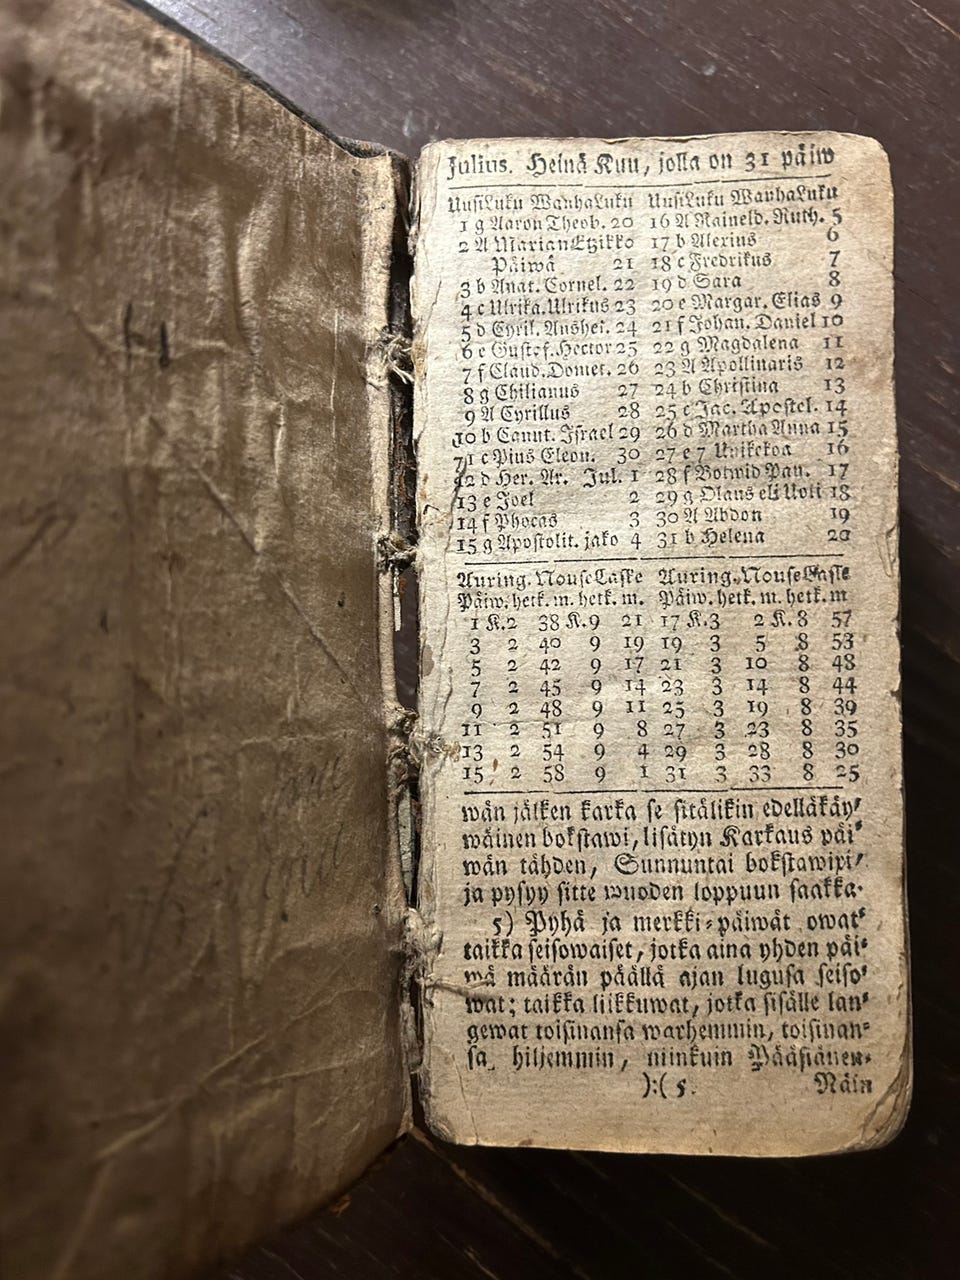 Julius. Heinä Kuu, jolla on 31 päiw
UusiLuku WanhaLuku UusiLuku WanhaLuku
1 g Aaron Theob. 20 16 A Raineld. Ruth. 5
2 A MarianEtzikko 17 b Alexius 6
Päiwä 21 18 c Fredrikus 7
3 b Anat. Cornel. 22 19 d Sara 8
4 c Ulrika. Ulrikus 23 20 e Margar. Elias 9
5 d Cyril. Anshei. 24 21 f Johan. Daniel 10
6 e Gustef. Hector 25 22 g Magdalena 11
7 f Claud. Domet. 26 23 A Apollinaris 12
8 g Chilianus 27 24 b Christina 13
9 A Cyrillus 28 25 c Jac. Apostel. 14
10 b Canut. Israel 29 26 d Martha Anna 15
11 c Pius Eleon. 30 27 e 7 Unikekoa 16
12 d Her. Ar. Jul. 1 28 f Botwid Pan. 17
13 e Joel 2 29 g Olaus eli Uoti 18
14 f Phocas 3 30 A Abdon 19
15 g Apostolit. jako 4 31 b Helena 20
Auring. Nouse Laske Auring. Nouse Laske
Päiw. hetk. m. hetk. m. Päiw. hetk. m. hetk. m
1 K.2 38 K.9 21 17 K.3 2 K.8 57
3 2 40 9 19 19 3 5 8 53
5 2 42 9 17 21 3 10 8 48
7 2 45 9 14 23 3 14 8 44
9 2 48 9 11 25 3 19 8 39
11 2 51 9 8 27 3 23 8 35
13 2 54 9 4 29 3 28 8 30
15 2 58 9 1 31 3 33 8 25
wän jälken karka se sitälikin edelläkäy-
wäinen bokstawi, lisätyn Karkaus päi-
wän tähden, Sunnuntai bokstawixi,
ja pysyy sitte wuoden loppuun saakka.
5) Pyhä ja merkki-päiwät owat
taikka seisowaiset, jotka aina yhden päi-
wä määrän päällä ajan lugusa seiso-
wat; taikka liikkuwat, jotka sisälle lan-
gewat toisinansa warhemmin, toisinan-
sa hiljemmin, niinkuin Pääsiäinen-
):( 5. Näin